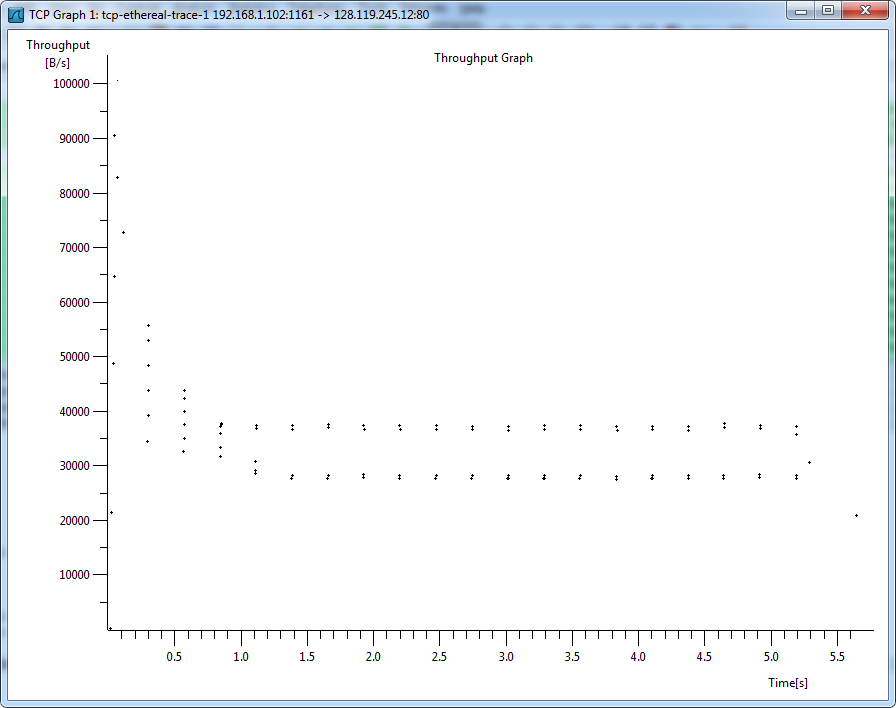 TCP Graph 1: tcp-ethereal-trace-1 192.168.1.102:1161 -> 128.119.245.12:80
Throughput
[B/s]
Throughput Graph
100000
90000
80000
70000
60000
50000
40000
30000
20000
10000
0.5 1.0 1.5 2.0 2.5 3.0 3.5 4.0 4.5 5.0 5.5
Time[s]